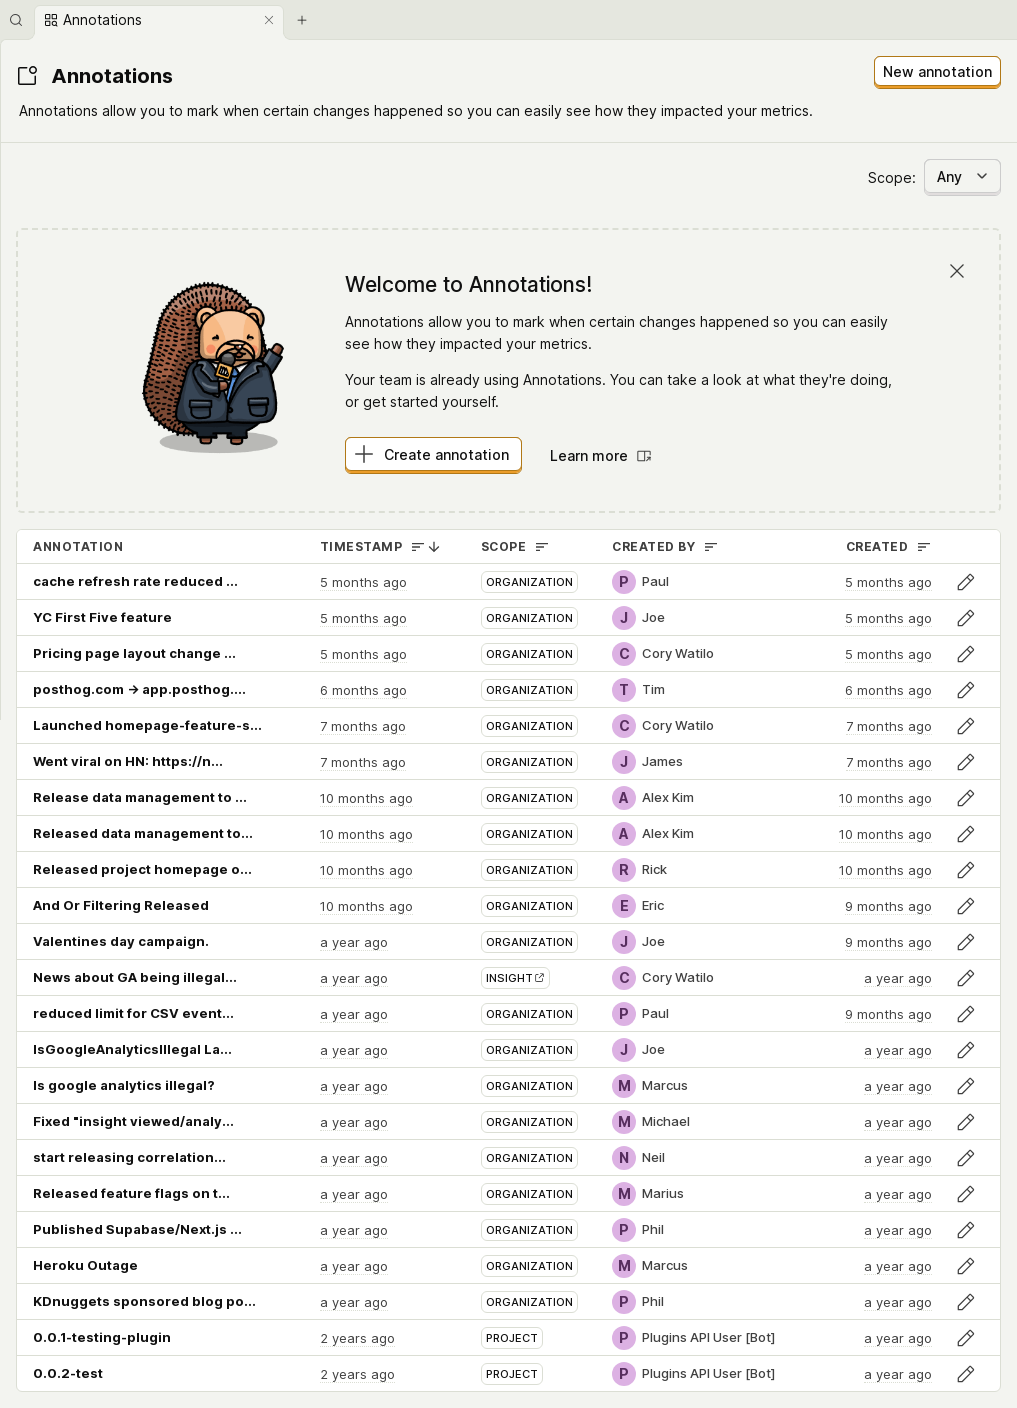 Annotations
Annotations
New annotation
Annotations allow you to mark when certain changes happened so you can easily see how they impacted your metrics.
Scope: Any
Welcome to Annotations!
Annotations allow you to mark when certain changes happened so you can easily
see how they impacted your metrics.
Your team is already using Annotations. You can take a look at what they're doing,
or get started yourself.
Create annotation Learn more
ANNOTATION TIMESTAMP SCOPE CREATED BY CREATED
cache refresh rate reduced ... 5 months ago ORGANIZATION P Paul 5 months ago
YC First Five feature 5 months ago ORGANIZATION J Joe 5 months ago
Pricing page layout change ... 5 months ago ORGANIZATION C Cory Watilo 5 months ago
posthog.com → app.posthog.... 6 months ago ORGANIZATION T Tim 6 months ago
Launched homepage-feature-s... 7 months ago ORGANIZATION C Cory Watilo 7 months ago
Went viral on HN: https://n... 7 months ago ORGANIZATION J James 7 months ago
Release data management to ... 10 months ago ORGANIZATION A Alex Kim 10 months ago
Released data management to... 10 months ago ORGANIZATION A Alex Kim 10 months ago
Released project homepage o... 10 months ago ORGANIZATION R Rick 10 months ago
And Or Filtering Released 10 months ago ORGANIZATION E Eric 9 months ago
Valentines day campaign. a year ago ORGANIZATION J Joe 9 months ago
News about GA being illegal... a year ago INSIGHT C Cory Watilo a year ago
reduced limit for CSV event... a year ago ORGANIZATION P Paul 9 months ago
IsGoogleAnalyticsIllegal La... a year ago ORGANIZATION J Joe a year ago
Is google analytics illegal? a year ago ORGANIZATION M Marcus a year ago
Fixed "insight viewed/analy... a year ago ORGANIZATION M Michael a year ago
start releasing correlation... a year ago ORGANIZATION N Neil a year ago
Released feature flags on t... a year ago ORGANIZATION M Marius a year ago
Published Supabase/Next.js ... a year ago ORGANIZATION P Phil a year ago
Heroku Outage a year ago ORGANIZATION M Marcus a year ago
KDnuggets sponsored blog po... a year ago ORGANIZATION P Phil a year ago
0.0.1-testing-plugin 2 years ago PROJECT P Plugins API User [Bot] a year ago
0.0.2-test 2 years ago PROJECT P Plugins API User [Bot] a year ago